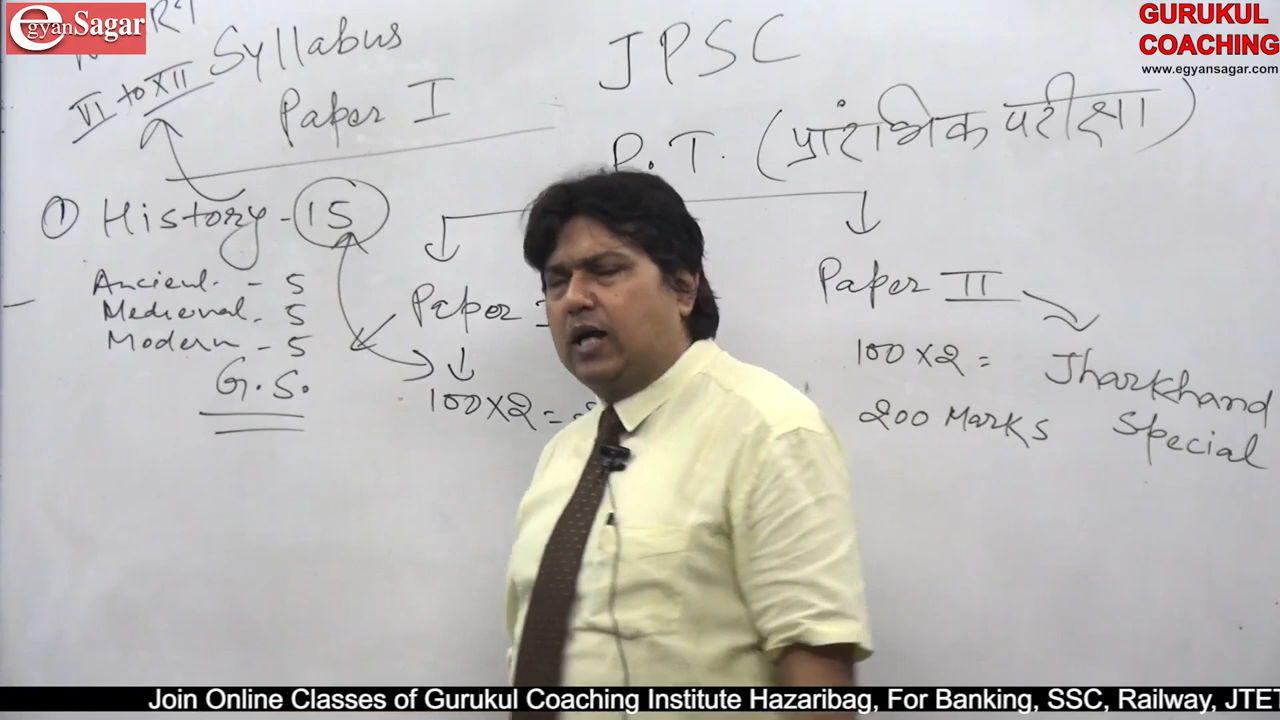 egyanSagar
GURUKUL
COACHING
www.egyansagar.com
Syllabus
VI to XII
Paper I
JPSC
P.T. (प्रारंभिक परीक्षा)
① History - 15
Ancient. - 5
Medieval. 5
Modern - 5
G.S.
Paper
100 x 2 =
Paper II
100 x 2 =
200 Marks
Jharkhand
Special
Join Online Classes of Gurukul Coaching Institute Hazaribag, For Banking, SSC, Railway, JTET